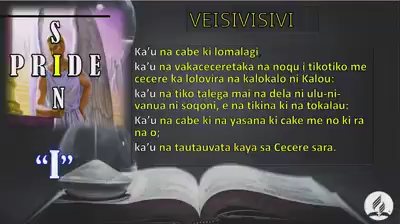 VEISIVISIVI
S
PRIDE
I
N
"I"
Ka'u na cabe ki lomalagi
Ka'u na vakaceceretaka na noqu i tikotiko me
cecere ka lolovira na kalokalo ni Kalou:
ka'u na tiko talega mai na dela ni ulu-ni-
vanua ni soqoni, e na tikina ki na tokalau:
Ka'u na cabe ki na yasana ki cake me no ki ra
na o;
ka'u na tautauvata kaya sa Cecere sara.